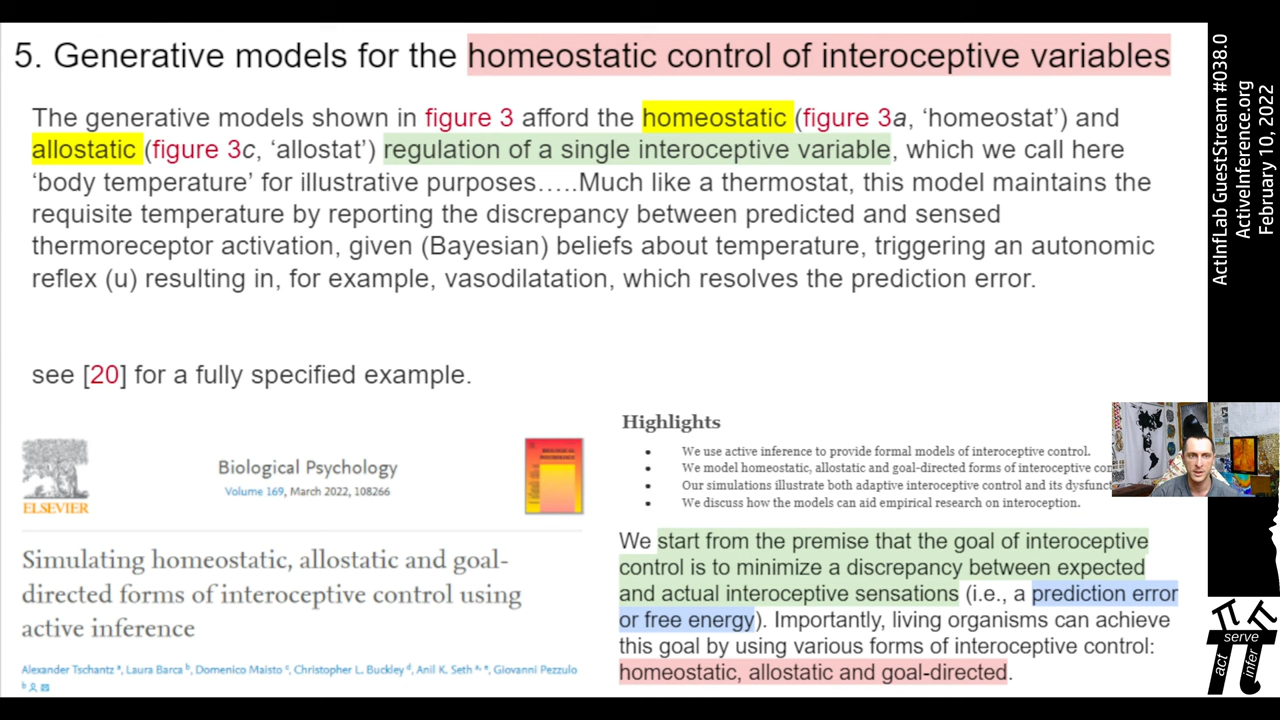 5. Generative models for the homeostatic control of interoceptive variables
The generative models shown in figure 3 afford the homeostatic (figure 3a, ‘homeostat’) and
allostatic (figure 3c, ‘allostat’) regulation of a single interoceptive variable, which we call here
‘body temperature’ for illustrative purposes…..Much like a thermostat, this model maintains the
requisite temperature by reporting the discrepancy between predicted and sensed
thermoreceptor activation, given (Bayesian) beliefs about temperature, triggering an autonomic
reflex (u) resulting in, for example, vasodilatation, which resolves the prediction error.
see [20] for a fully specified example.
ELSEVIER
Biological Psychology
Volume 169, March 2022, 108266
Simulating homeostatic, allostatic and goal-
directed forms of interoceptive control using
active inference
Alexander Tschantz a, Laura Barca b, Domenico Maisto c, Christopher L. Buckley d, Anil K. Seth a, e, Giovanni Pezzulo
b
Highlights
• We use active inference to provide formal models of interoceptive control.
• We model homeostatic, allostatic and goal-directed forms of interoceptive con
• Our simulations illustrate both adaptive interoceptive control and its dysfunct
• We discuss how the models can aid empirical research on interoception.
We start from the premise that the goal of interoceptive
control is to minimize a discrepancy between expected
and actual interoceptive sensations (i.e., a prediction error
or free energy). Importantly, living organisms can achieve
this goal by using various forms of interoceptive control:
homeostatic, allostatic and goal-directed.
ActInfLab GuestStream #038.0
ActiveInference.org
February 10, 2022
serve
act
infer